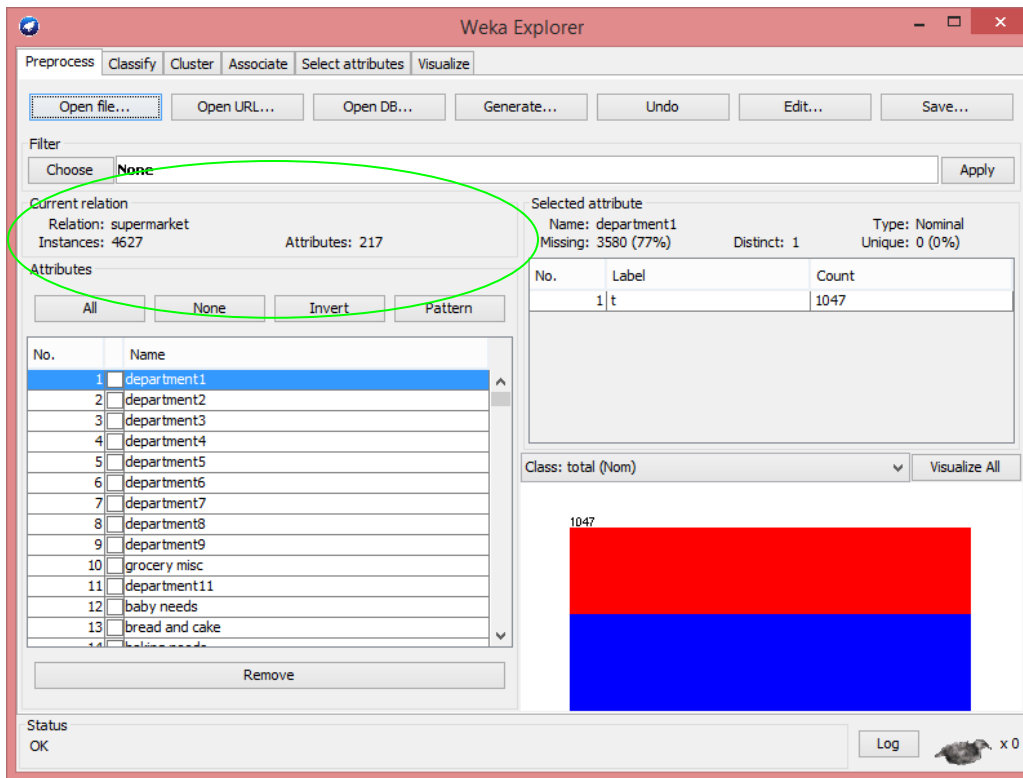 Weka Explorer
Preprocess Classify Cluster Associate Select attributes Visualize
Open file... Open URL... Open DB... Generate... Undo Edit... Save...
Filter
Choose None Apply
Current relation
Relation: supermarket
Instances: 4627 Attributes: 217
Attributes
All None Invert Pattern
No. Name
1 department1
2 department2
3 department3
4 department4
5 department5
6 department6
7 department7
8 department8
9 department9
10 grocery misc
11 department11
12 baby needs
13 bread and cake
14 baking needs
Remove
Selected attribute
Name: department1 Type: Nominal
Missing: 3580 (77%) Distinct: 1 Unique: 0 (0%)
No. Label Count
1 t 1047
Class: total (Nom) Visualize All
1047
Status
OK
Log x 0